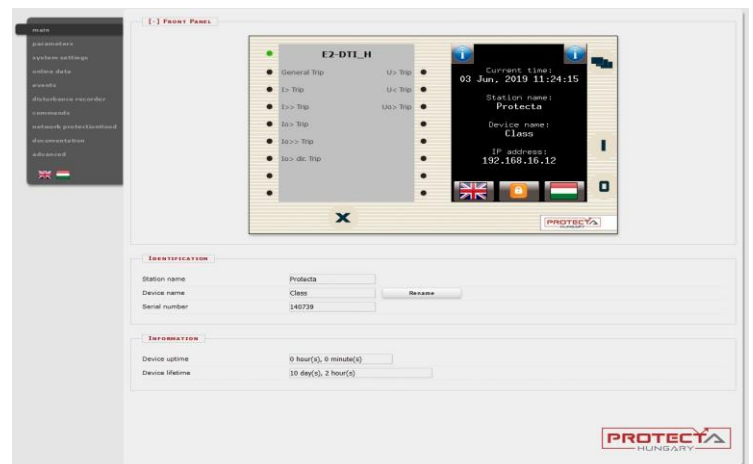 main
parameters
system settings
online data
events
disturbance recorder
commands
network protection/good
documentation
advanced
[-] Front Panel
E2-DTI_H
General Trip U> Trip
I> Trip U< Trip
I>> Trip Uo> Trip
Io> Trip
Io>> Trip
Io> dir. Trip
X
i i
Current time:
03 Jun, 2019 11:24:15
Station name:
Protecta
Device name:
Class
IP address:
192.168.16.12
I
O
PROTECTA
HUNGARY
Identification
Station name Protecta
Device name Class Rename
Serial number 140739
Information
Device uptime 0 hour(s), 0 minute(s)
Device lifetime 10 day(s), 2 hour(s)
PROTECTA
HUNGARY